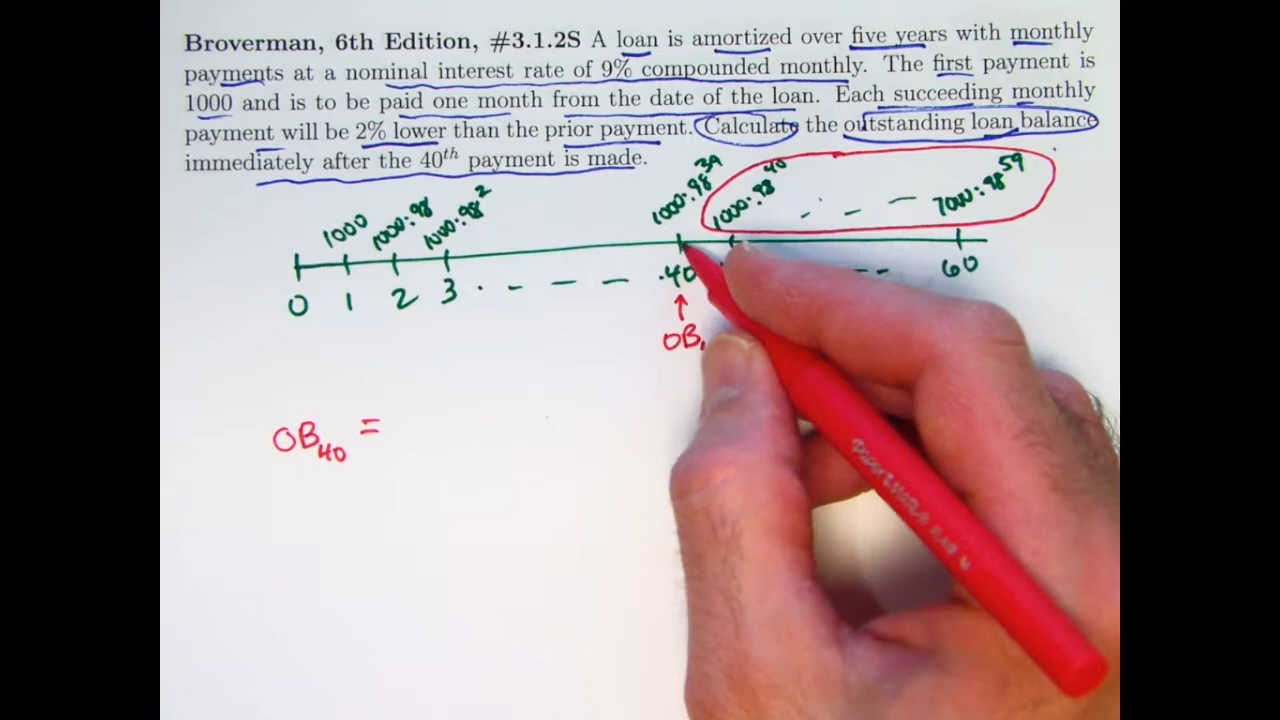 Broverman, 6th Edition, #3.1.2S A loan is amortized over five years with monthly
payments at a nominal interest rate of 9% compounded monthly. The first payment is
1000 and is to be paid one month from the date of the loan. Each succeeding monthly
payment will be 2% lower than the prior payment. Calculate the outstanding loan balance
immediately after the 40th payment is made.
1000 1000·.98 1000·.98² 1000·.98³⁹ 1000·.98⁴⁰ - - - 1000·.98⁵⁹
0 1 2 3 . - - - .40 -- 60
↑
OB
OB₄₀ =